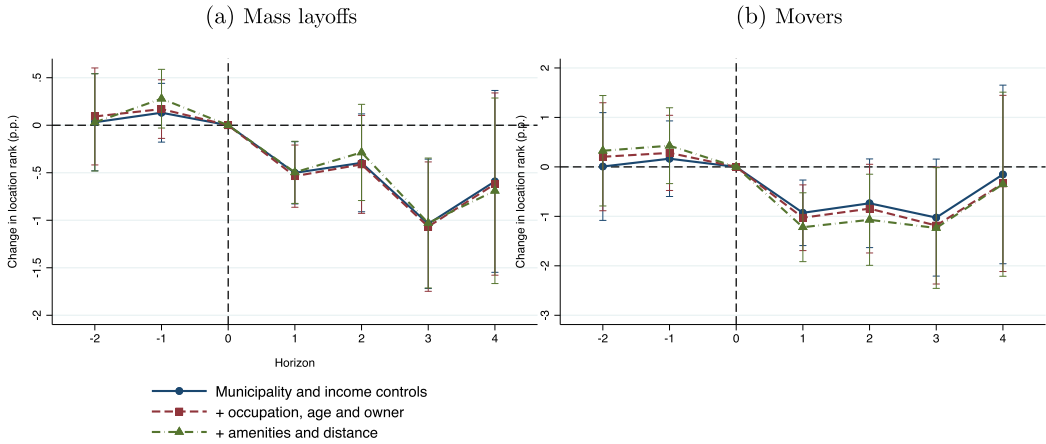 (a) Mass layoffs
Change in location rank (p.p.)
.5
0
-.5
-1
-1.5
-2
-2 -1 0 1 2 3 4
Horizon
(b) Movers
Change in location rank (p.p.)
2
1
0
-1
-2
-3
-2 -1 0 1 2 3 4
Municipality and income controls
+ occupation, age and owner
+ amenities and distance